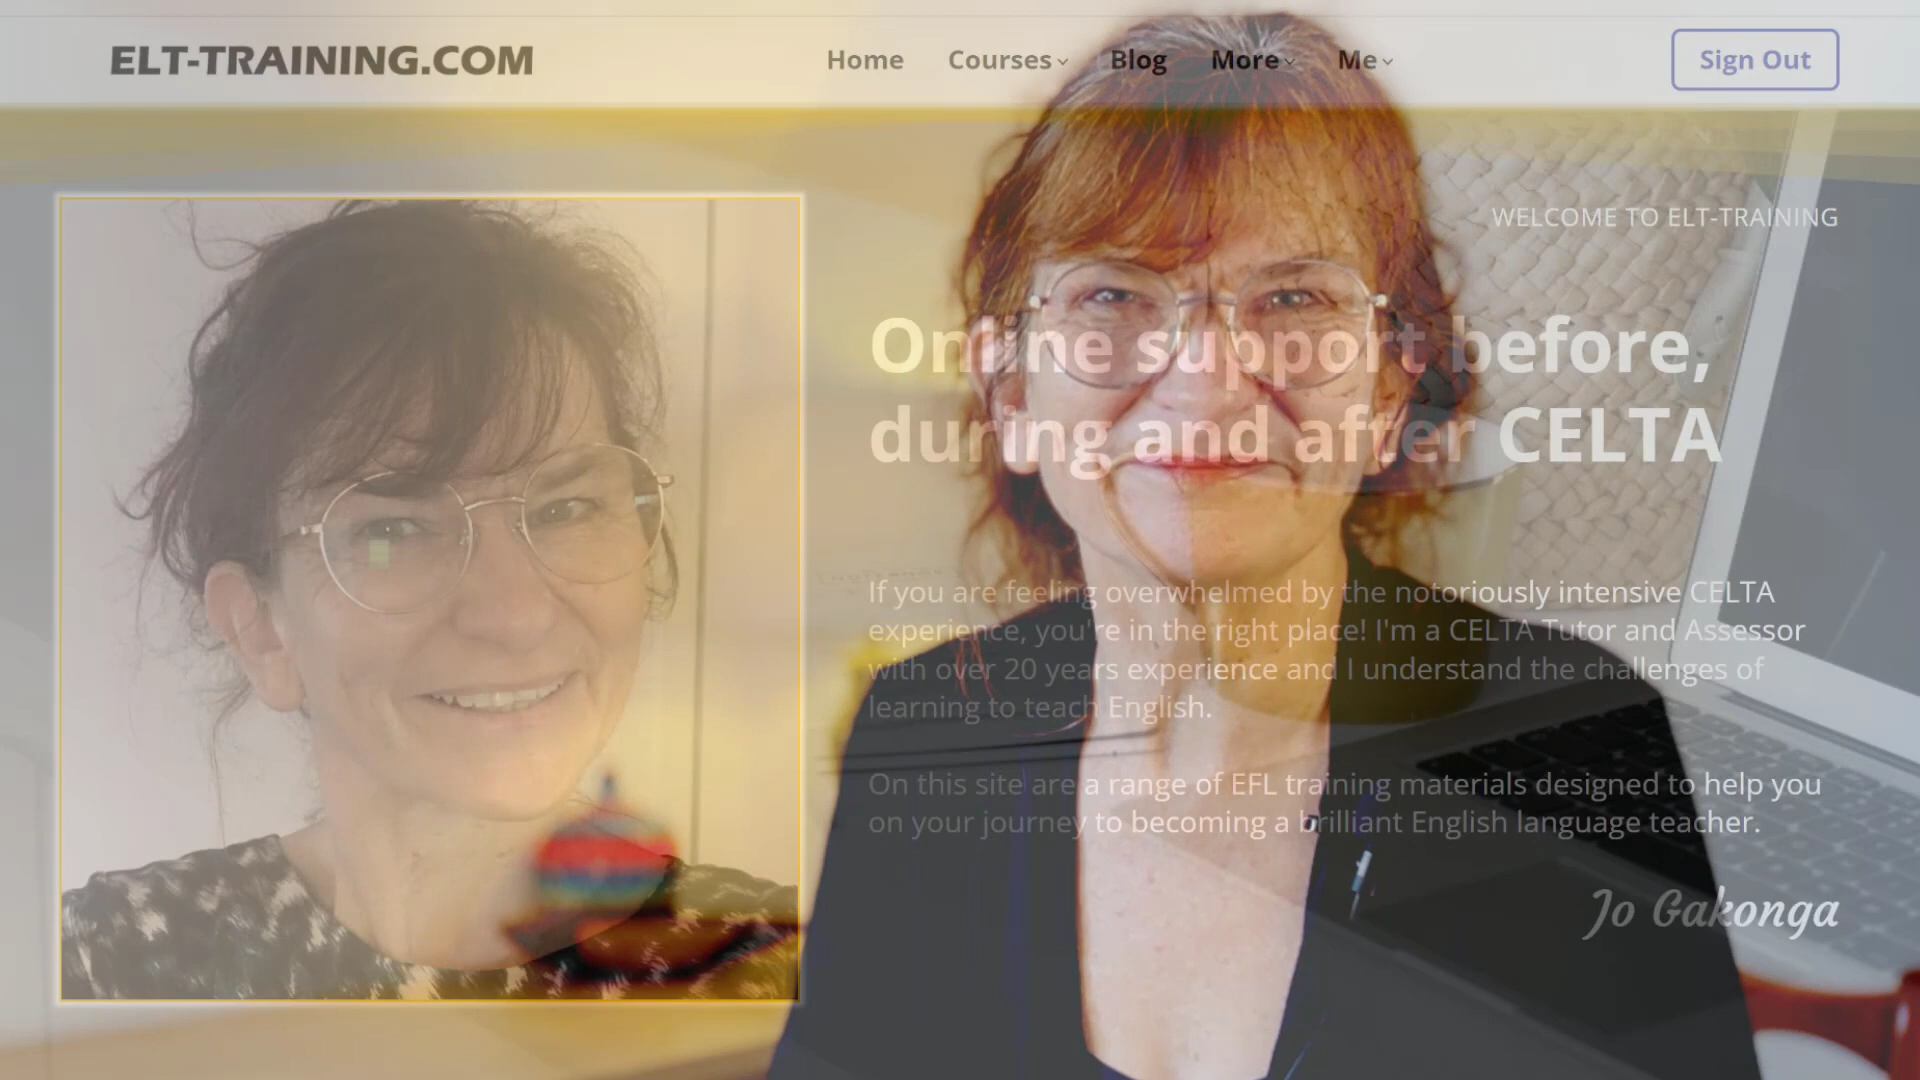 ELT-TRAINING.COM
Home Courses Blog More Me Sign Out
WELCOME TO ELT-TRAINING
Online support before,
during and after CELTA
If you are feeling overwhelmed by the notoriously intensive CELTA
experience, you're in the right place! I'm a CELTA Tutor and Assessor
with over 20 years experience and I understand the challenges of
learning to teach English.
On this site are a range of EFL training materials designed to help you
on your journey to becoming a brilliant English language teacher.
Jo Gakonga